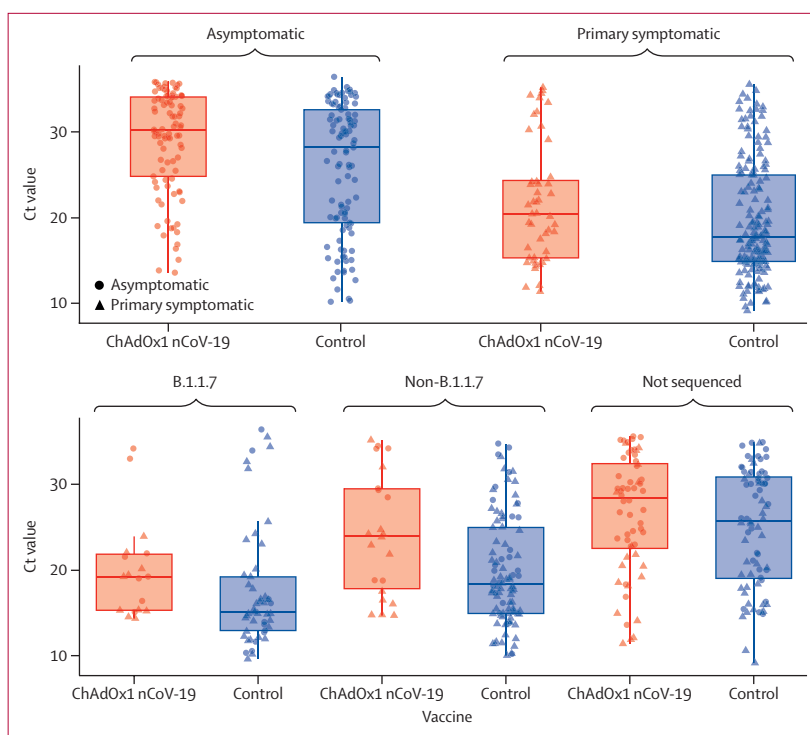 Asymptomatic Primary symptomatic
30
20
10
Ct value
Asymptomatic
Primary symptomatic
ChAdOx1 nCoV-19 Control ChAdOx1 nCoV-19 Control
B.1.1.7 Non-B.1.1.7 Not sequenced
30
20
10
Ct value
ChAdOx1 nCoV-19 Control ChAdOx1 nCoV-19 Control ChAdOx1 nCoV-19 Control
Vaccine